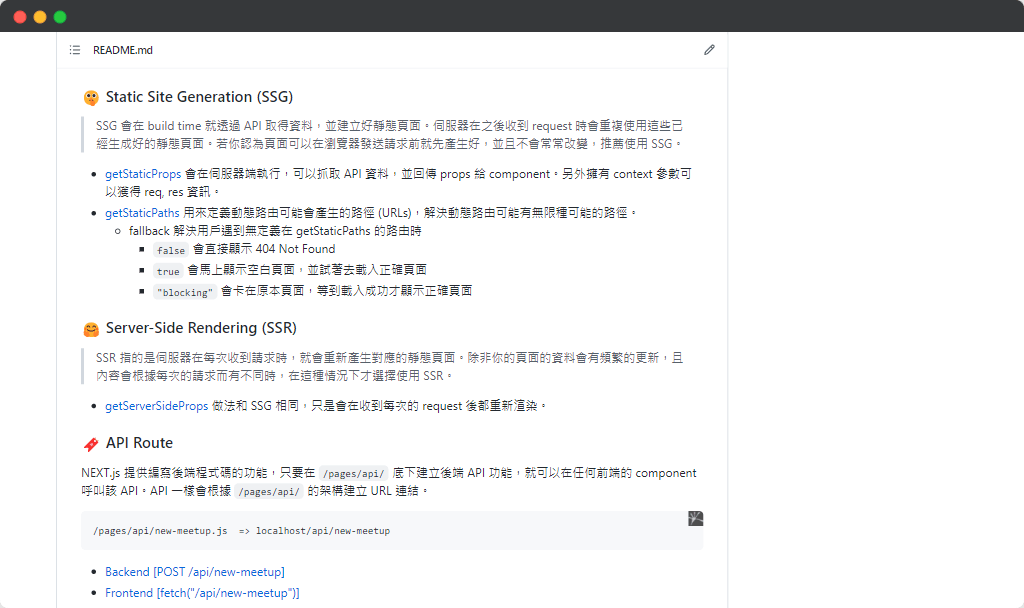 README.md
Static Site Generation (SSG)
SSG 會在 build time 就透過 API 取得資料，並建立好靜態頁面。伺服器在之後收到 request 時會重複使用這些已
經生成好的靜態頁面。若你認為頁面可以在瀏覽器發送請求前就先產生好，並且不會常常改變，推薦使用 SSG。
getStaticProps 會在伺服器端執行，可以抓取 API 資料，並回傳 props 給 component。另外擁有 context 參數可
以獲得 req, res 資訊。
getStaticPaths 用來定義動態路由可能會產生的路徑 (URLs)，解決動態路由可能有無限種可能的路徑。
fallback 解決用戶遇到無定義在 getStaticPaths 的路由時
false 會直接顯示 404 Not Found
true 會馬上顯示空白頁面，並試著去載入正確頁面
"blocking" 會卡在原本頁面，等到載入成功才顯示正確頁面
Server-Side Rendering (SSR)
SSR 指的是伺服器在每次收到請求時，就會重新產生對應的靜態頁面。除非你的頁面的資料會有頻繁的更新，且
內容會根據每次的請求而有不同時，在這種情況下才選擇使用 SSR。
getServerSideProps 做法和 SSG 相同，只是會在收到每次的 request 後都重新渲染。
API Route
NEXT.js 提供編寫後端程式碼的功能，只要在 /pages/api/ 底下建立後端 API 功能，就可以在任何前端的 component
呼叫該 API。API 一樣會根據 /pages/api/ 的架構建立 URL 連結。
/pages/api/new-meetup.js  => localhost/api/new-meetup
Backend [POST /api/new-meetup]
Frontend [fetch("/api/new-meetup")]